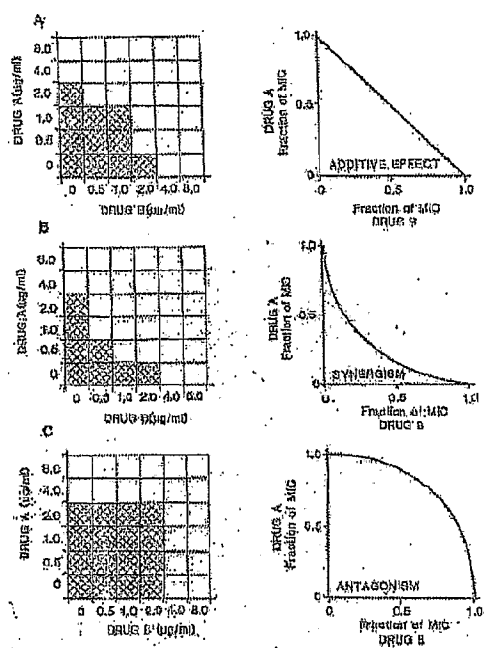 A
8.0
4.0
2.0
1.0
0.5
0
DRUG A (µg/ml)
0 0.5 1.0 2.0 4.0 8.0
DRUG B (µg/ml)
1.0
0.5
0
DRUG A
Fraction of MIC
ADDITIVE EFFECT
0 0.5 1.0
Fraction of MIC
DRUG B
B
8.0
4.0
2.0
1.0
0.5
0
DRUG A (µg/ml)
0 0.5 1.0 2.0 4.0 8.0
DRUG B (µg/ml)
1.0
0.5
0
DRUG A
Fraction of MIC
SYNERGISM
0 0.5 1.0
Fraction of MIC
DRUG B
C
8.0
4.0
2.0
1.0
0.5
0
DRUG A (µg/ml)
0 0.5 1.0 2.0 4.0 8.0
DRUG B (µg/ml)
1.0
0.5
0
DRUG A
Fraction of MIC
ANTAGONISM
0 0.5 1.0
Fraction of MIC
DRUG B